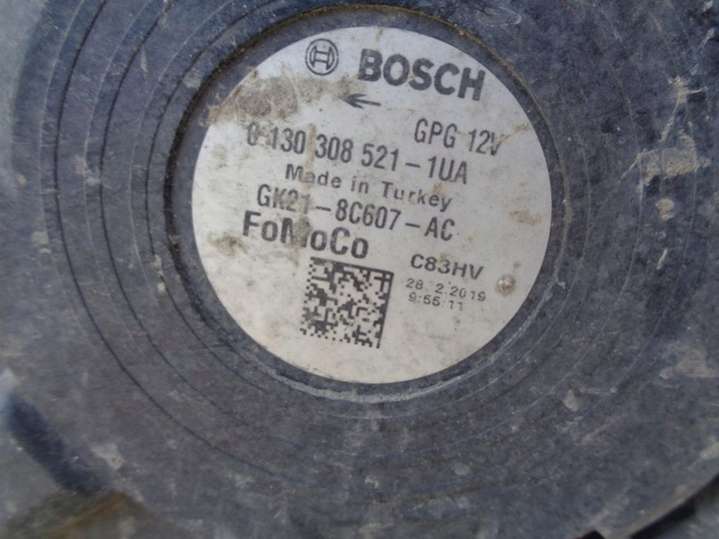 BOSCH
GPG 12V
0 130 308 521-1UA
Made in Turkey
GK21-8C607-AC
FoMoCo
C83HV
28.2.2019
9:55:11